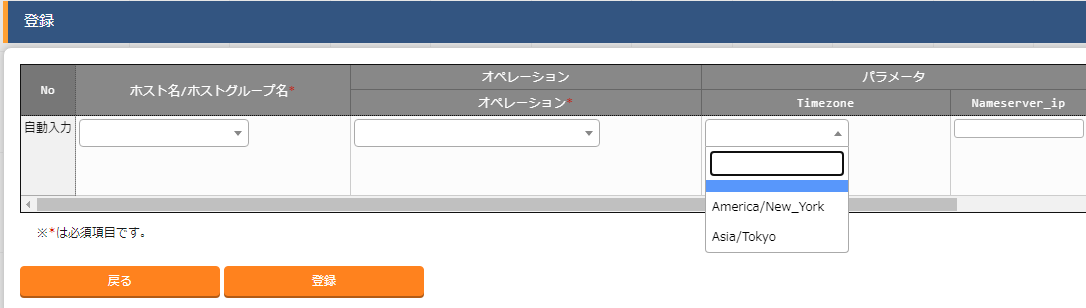 登録
No
ホスト名/ホストグループ名*
オペレーション
オペレーション*
パラメータ
Timezone
Nameserver_ip
自動入力
America/New_York
Asia/Tokyo
※*は必須項目です。
戻る
登録